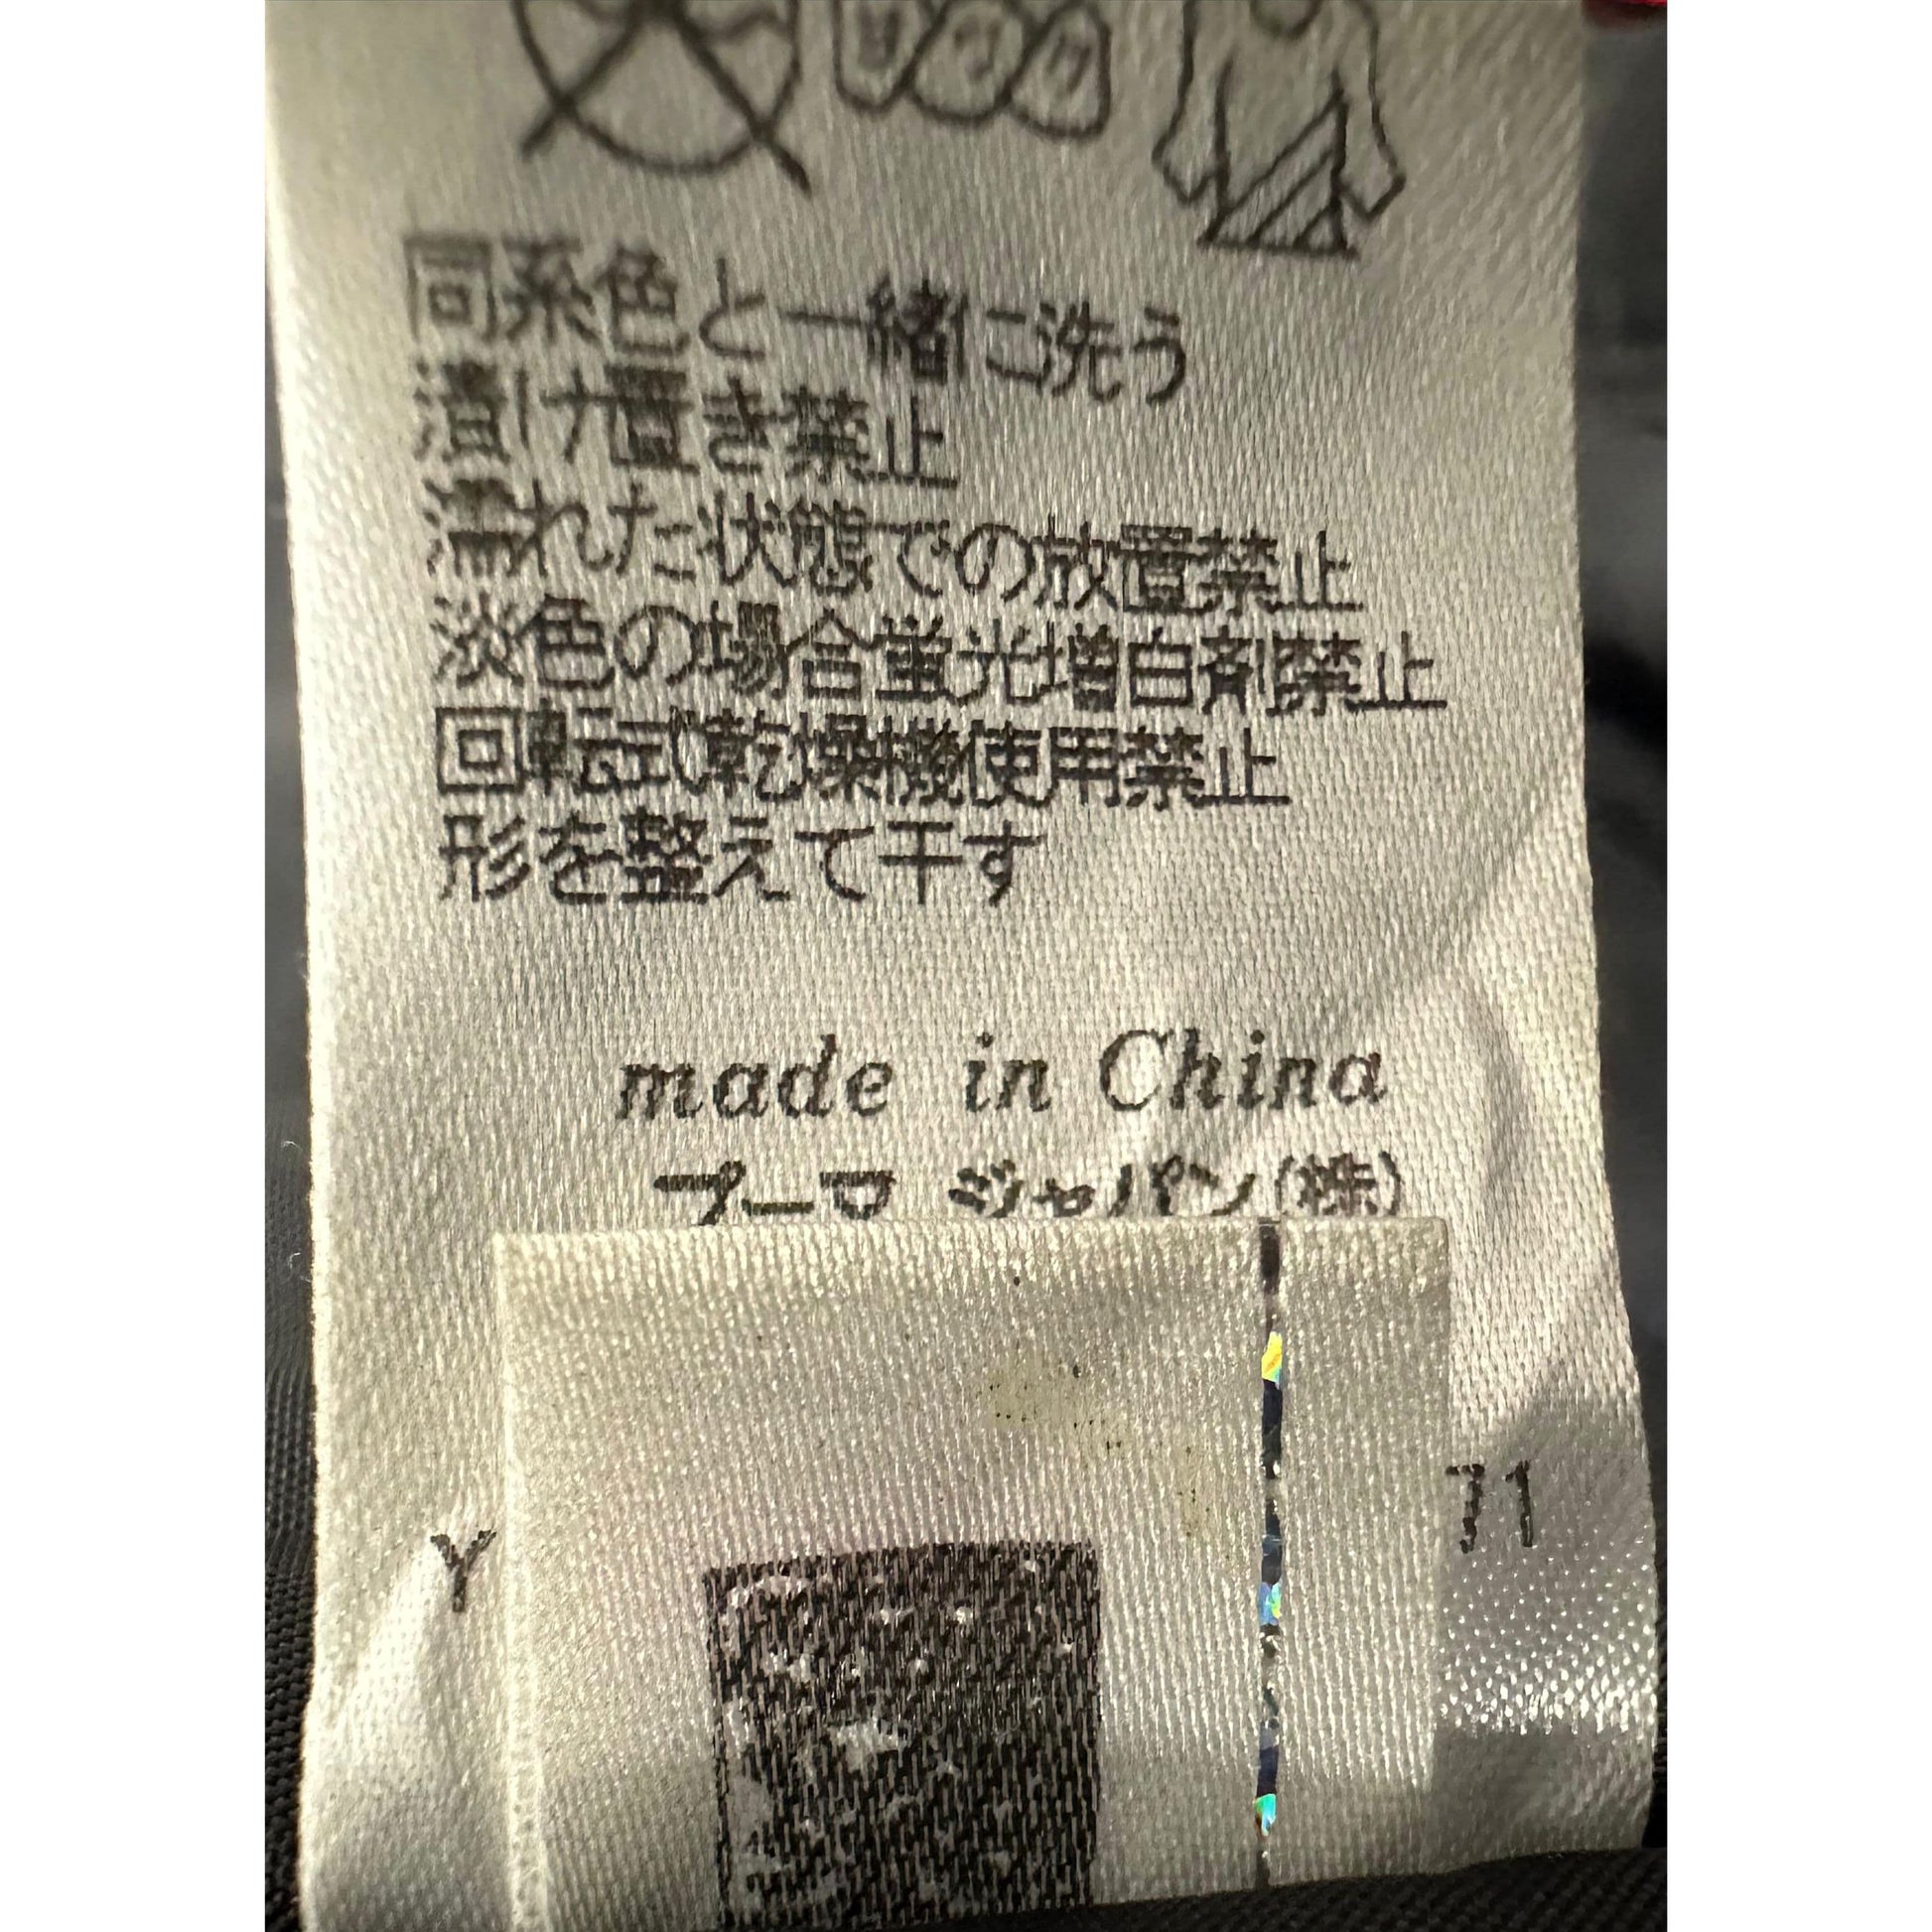 同系色と一緒に洗う
漬け置き禁止
濡れた状態での放置禁止
淡色の場合蛍光増白剤禁止
回転式乾燥機使用禁止
形を整えて干す
made in China
プーマ ジャパン(株)
Y 71